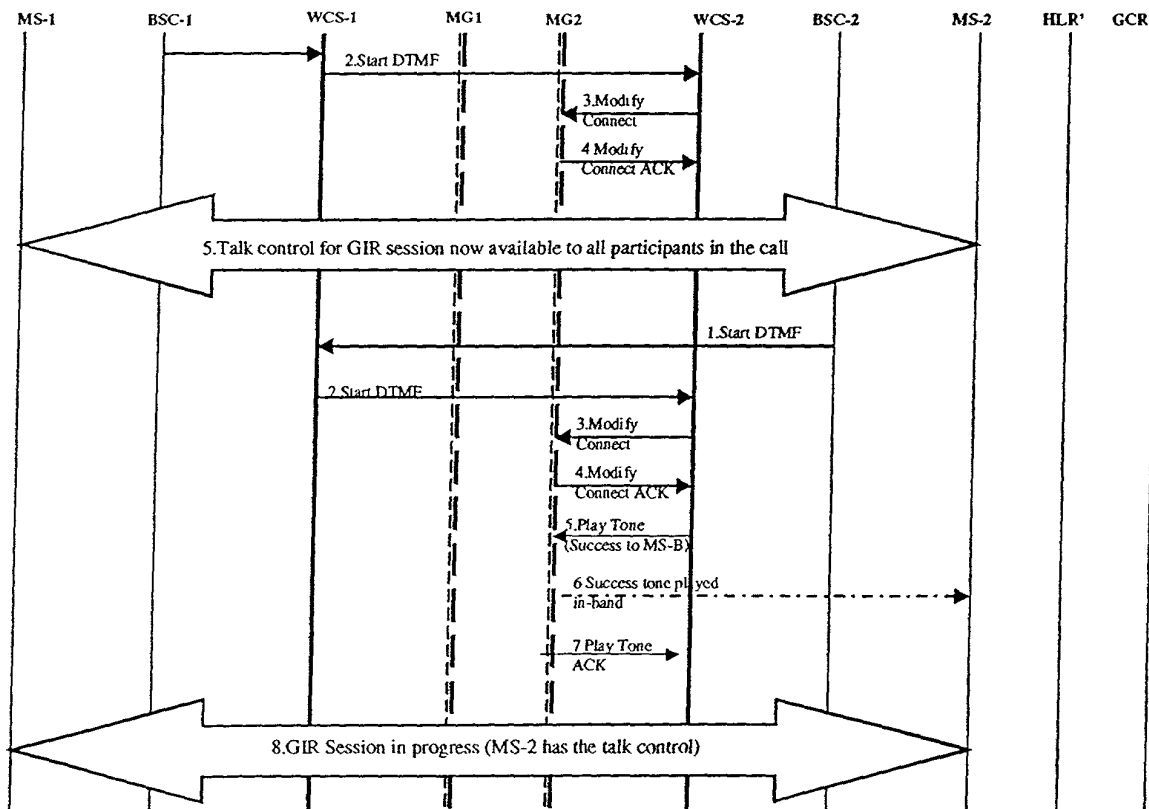 MS-1 BSC-1 WCS-1 MG1 MG2 WCS-2 BSC-2 MS-2 HLR' GCR
2.Start DTMF
3.Modify
Connect
4 Modify
Connect ACK
5.Talk control for GIR session now available to all participants in the call
1.Start DTMF
2.Start DTMF
3.Modify
Connect
4.Modify
Connect ACK
5.Play Tone
(Success to MS-B)
6 Success tone played
in-band
7 Play Tone
ACK
8.GIR Session in progress (MS-2 has the talk control)